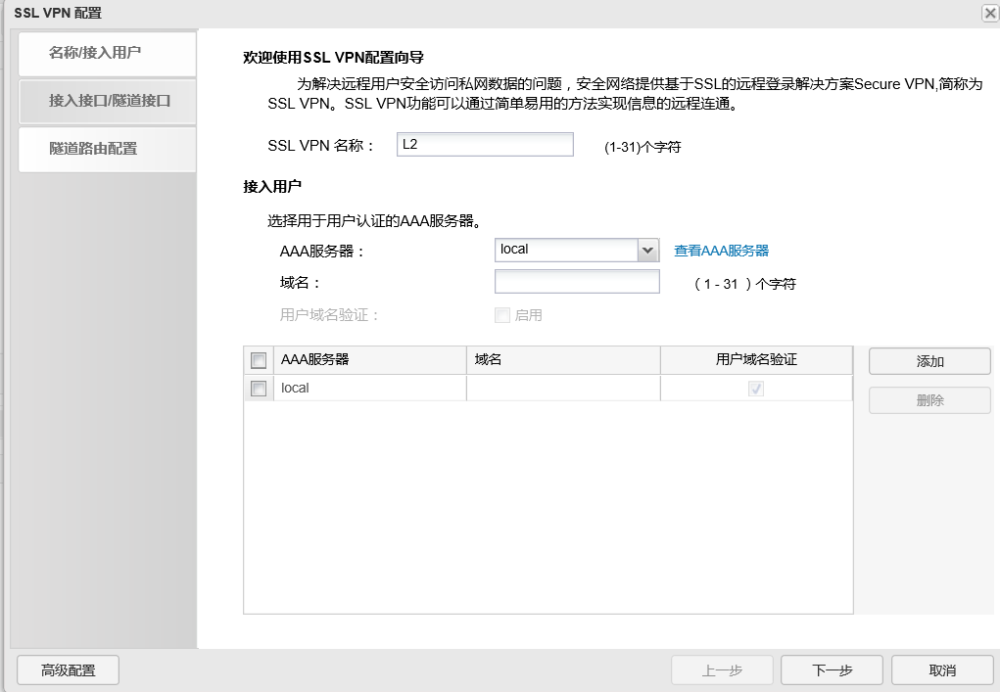 SSL VPN 配置
名称/接入用户
接入接口/隧道接口
隧道路由配置
欢迎使用SSL VPN配置向导
为解决远程用户安全访问私网数据的问题，安全网络提供基于SSL的远程登录解决方案Secure VPN,简称为
SSL VPN。SSL VPN功能可以通过简单易用的方法实现信息的远程连通。
SSL VPN 名称： L2 (1-31)个字符
接入用户
选择用于用户认证的AAA服务器。
AAA服务器： local 查看AAA服务器
域名： （ 1 - 31 ）个字符
用户域名验证： 启用
AAA服务器 域名 用户域名验证 添加
local 删除
高级配置 上一步 下一步 取消